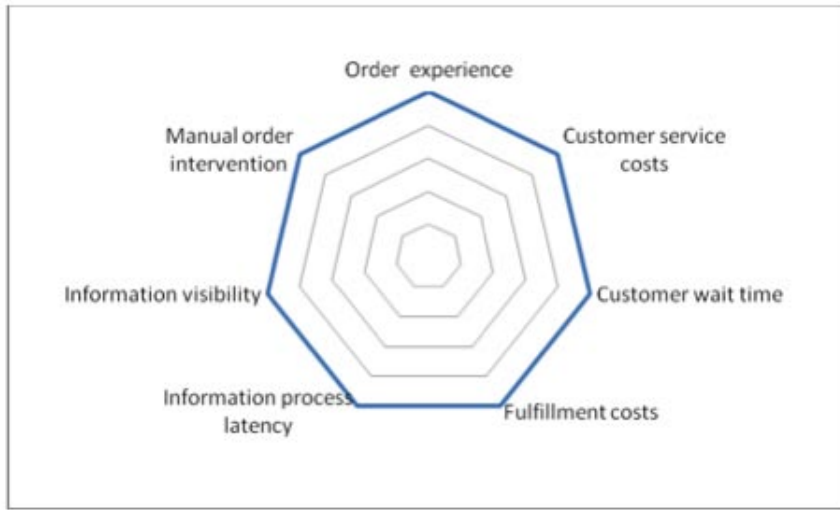 Order experience
Customer service
costs
Customer wait time
Fulfillment costs
Information process
latency
Information visibility
Manual order
intervention